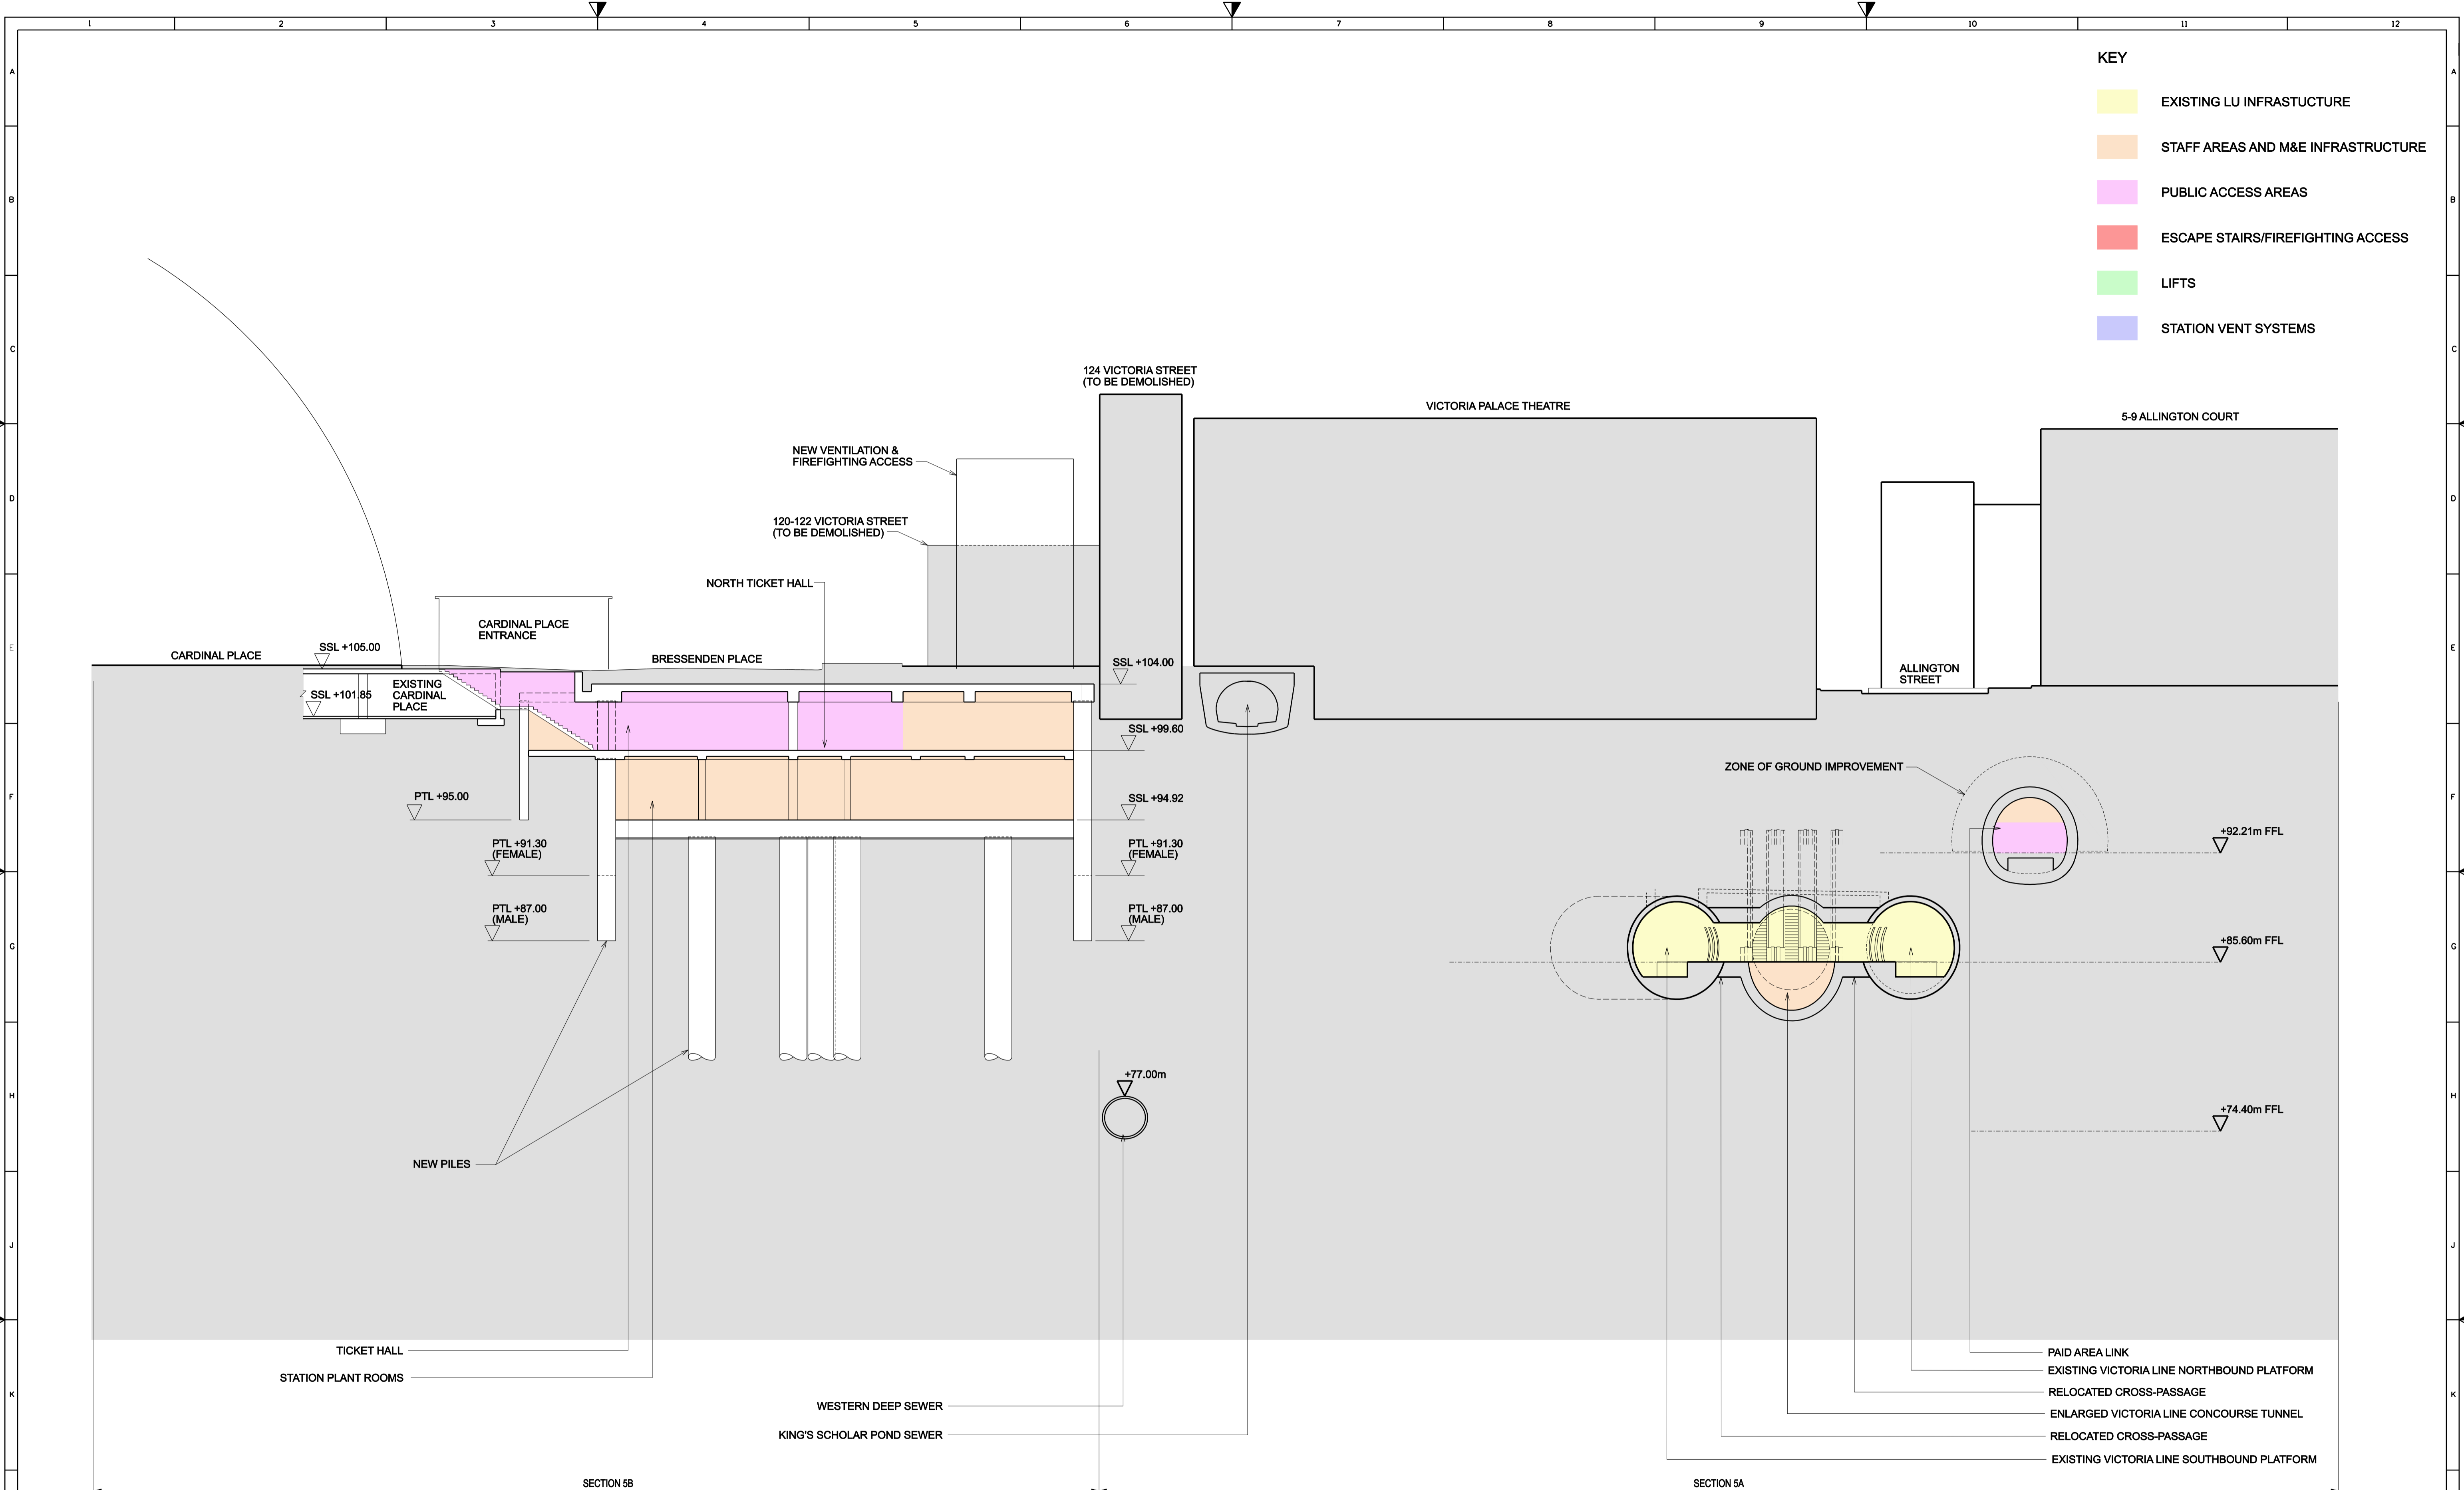 1 2 3 4 5 6 7 8 9 10 11 12
A A
KEY
EXISTING LU INFRASTUCTURE
STAFF AREAS AND M&E INFRASTRUCTURE
B B
PUBLIC ACCESS AREAS
ESCAPE STAIRS/FIREFIGHTING ACCESS
LIFTS
STATION VENT SYSTEMS
C C
124 VICTORIA STREET
(TO BE DEMOLISHED)
VICTORIA PALACE THEATRE
5-9 ALLINGTON COURT
NEW VENTILATION &
FIREFIGHTING ACCESS
D D
120-122 VICTORIA STREET
(TO BE DEMOLISHED)
NORTH TICKET HALL
CARDINAL PLACE
ENTRANCE
E E
CARDINAL PLACE
SSL +105.00
BRESSENDEN PLACE
SSL +104.00
SSL +101.85
EXISTING
CARDINAL
PLACE
ALLINGTON
STREET
SSL +99.60
ZONE OF GROUND IMPROVEMENT
F F
PTL +95.00
SSL +94.92
+92.21m FFL
PTL +91.30
(FEMALE)
PTL +91.30
(FEMALE)
PTL +87.00
(MALE)
PTL +87.00
(MALE)
G G
+85.60m FFL
+77.00m
H H
+74.40m FFL
NEW PILES
J J
TICKET HALL
STATION PLANT ROOMS
K K
WESTERN DEEP SEWER
KING'S SCHOLAR POND SEWER
PAID AREA LINK
EXISTING VICTORIA LINE NORTHBOUND PLATFORM
RELOCATED CROSS-PASSAGE
ENLARGED VICTORIA LINE CONCOURSE TUNNEL
RELOCATED CROSS-PASSAGE
EXISTING VICTORIA LINE SOUTHBOUND PLATFORM
SECTION 5B
SECTION 5A